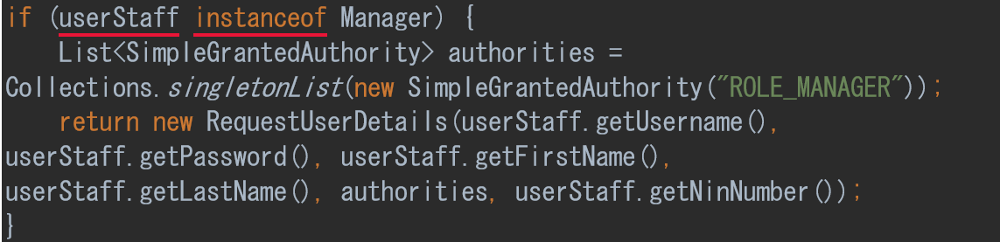 if (userStaff instanceof Manager) {
    List<SimpleGrantedAuthority> authorities =
Collections.singletonList(new SimpleGrantedAuthority("ROLE_MANAGER"));
    return new RequestUserDetails(userStaff.getUsername(),
userStaff.getPassword(), userStaff.getFirstName(),
userStaff.getLastName(), authorities, userStaff.getNinNumber());
}